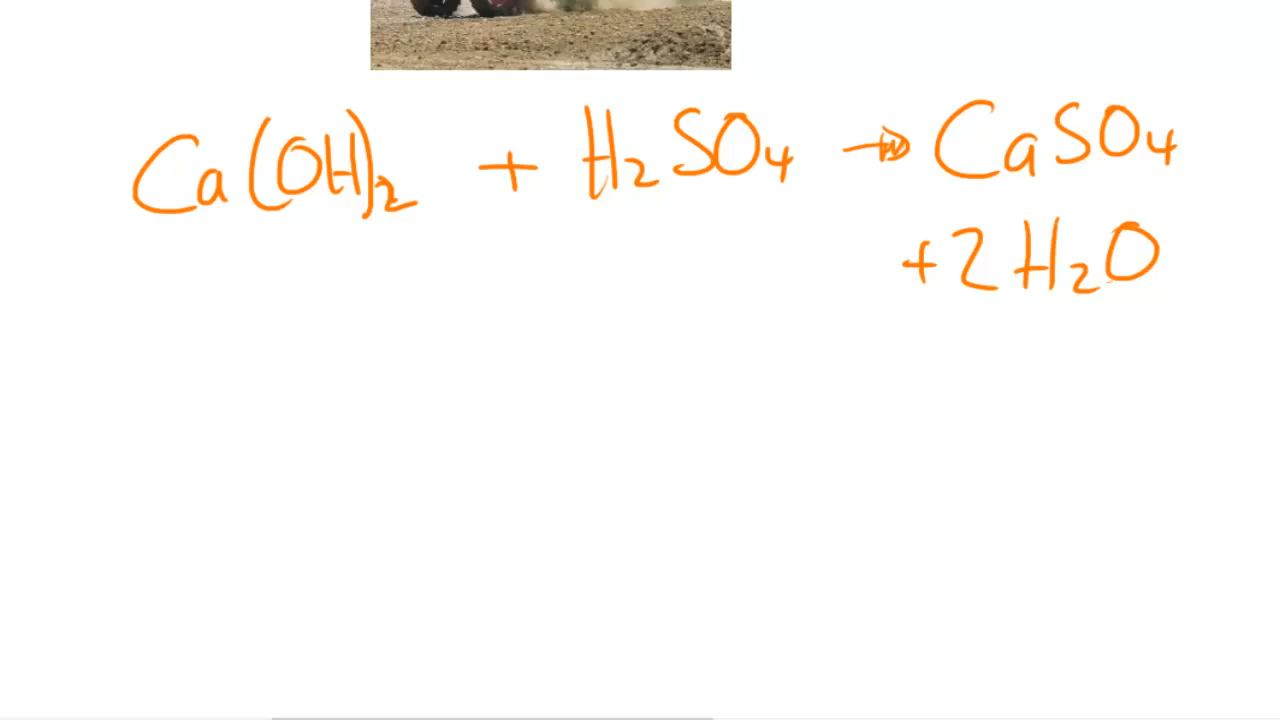 Ca(OH)₂ + H₂SO₄ → CaSO₄
+ 2H₂O